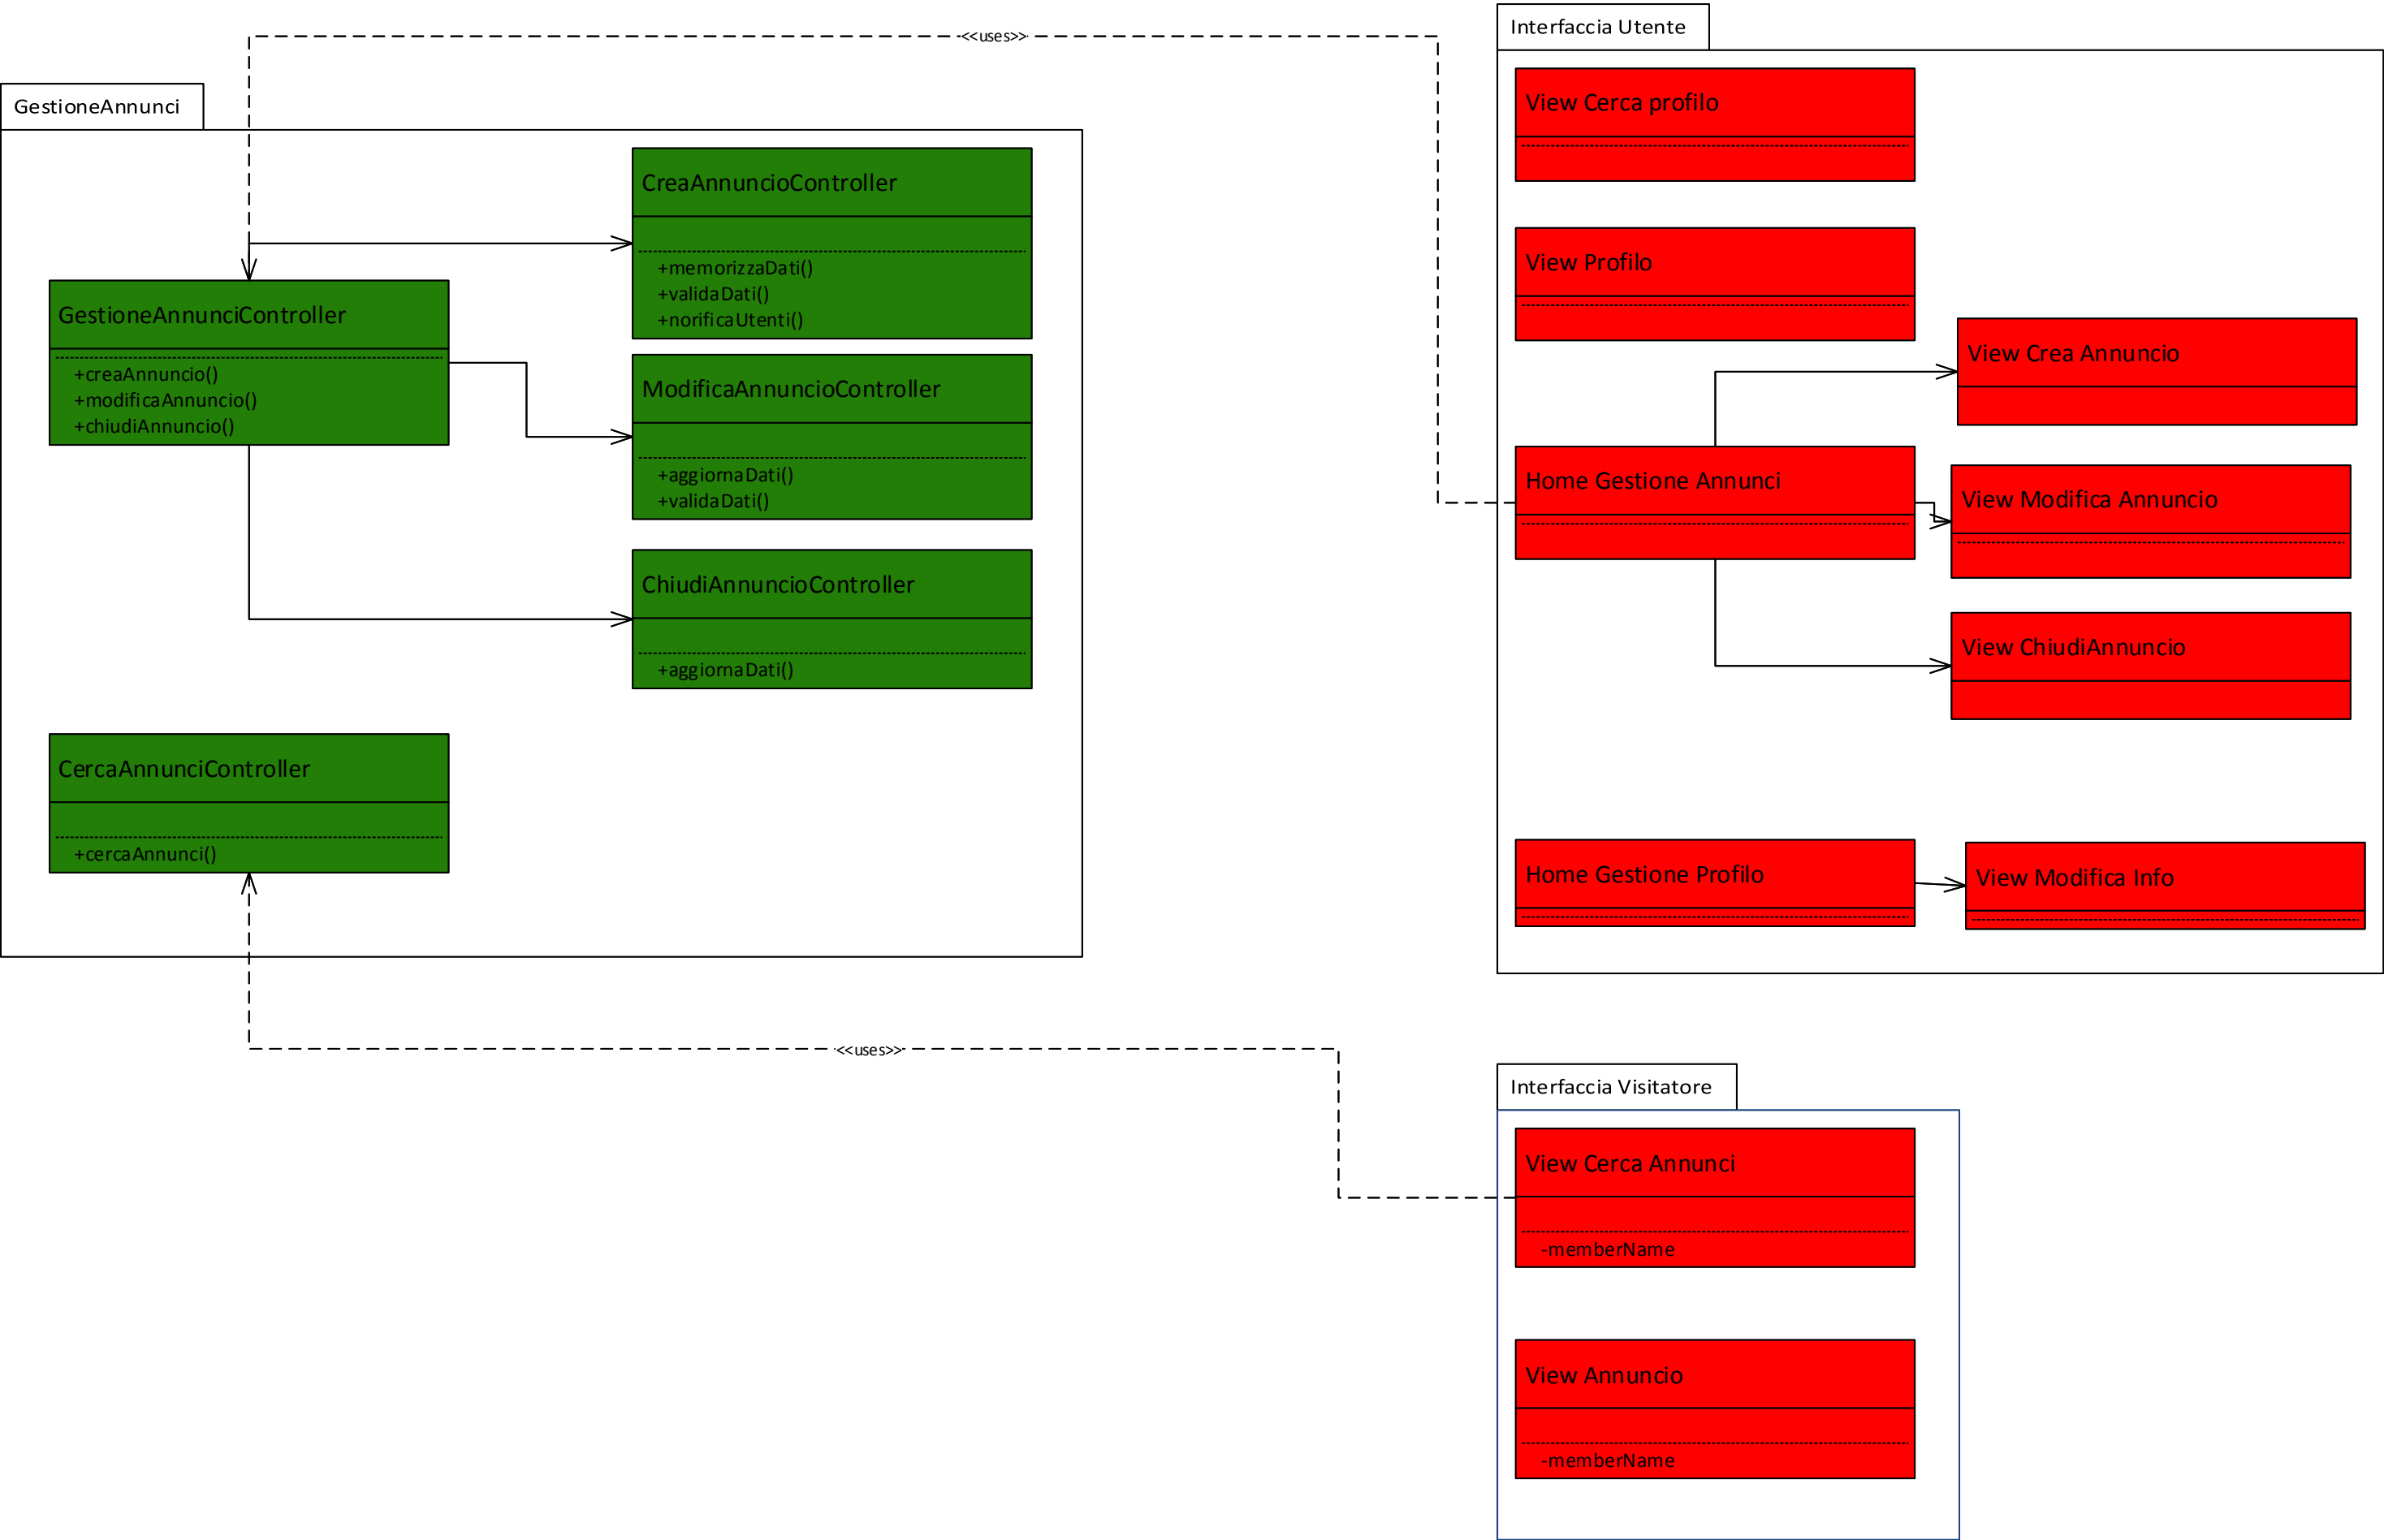 <<uses>>
GestioneAnnunci
CreaAnnuncioController
+memorizzaDati()
+validaDati()
+norificaUtenti()
GestioneAnnunciController
+creaAnnuncio()
+modificaAnnuncio()
+chiudiAnnuncio()
ModificaAnnuncioController
+aggiornaDati()
+validaDati()
ChiudiAnnuncioController
+aggiornaDati()
CercaAnnunciController
+cercaAnnunci()
Interfaccia Utente
View Cerca profilo
View Profilo
View Crea Annuncio
Home Gestione Annunci
View Modifica Annuncio
View ChiudiAnnuncio
Home Gestione Profilo
View Modifica Info
<<uses>>
Interfaccia Visitatore
View Cerca Annunci
-memberName
View Annuncio
-memberName